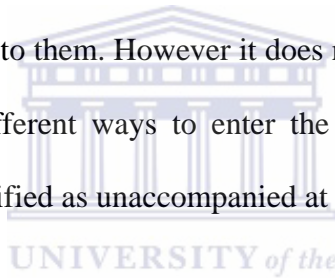 to them. However it does
fferent ways to enter the
ified as unaccompanied at
UNIVERSITY of the